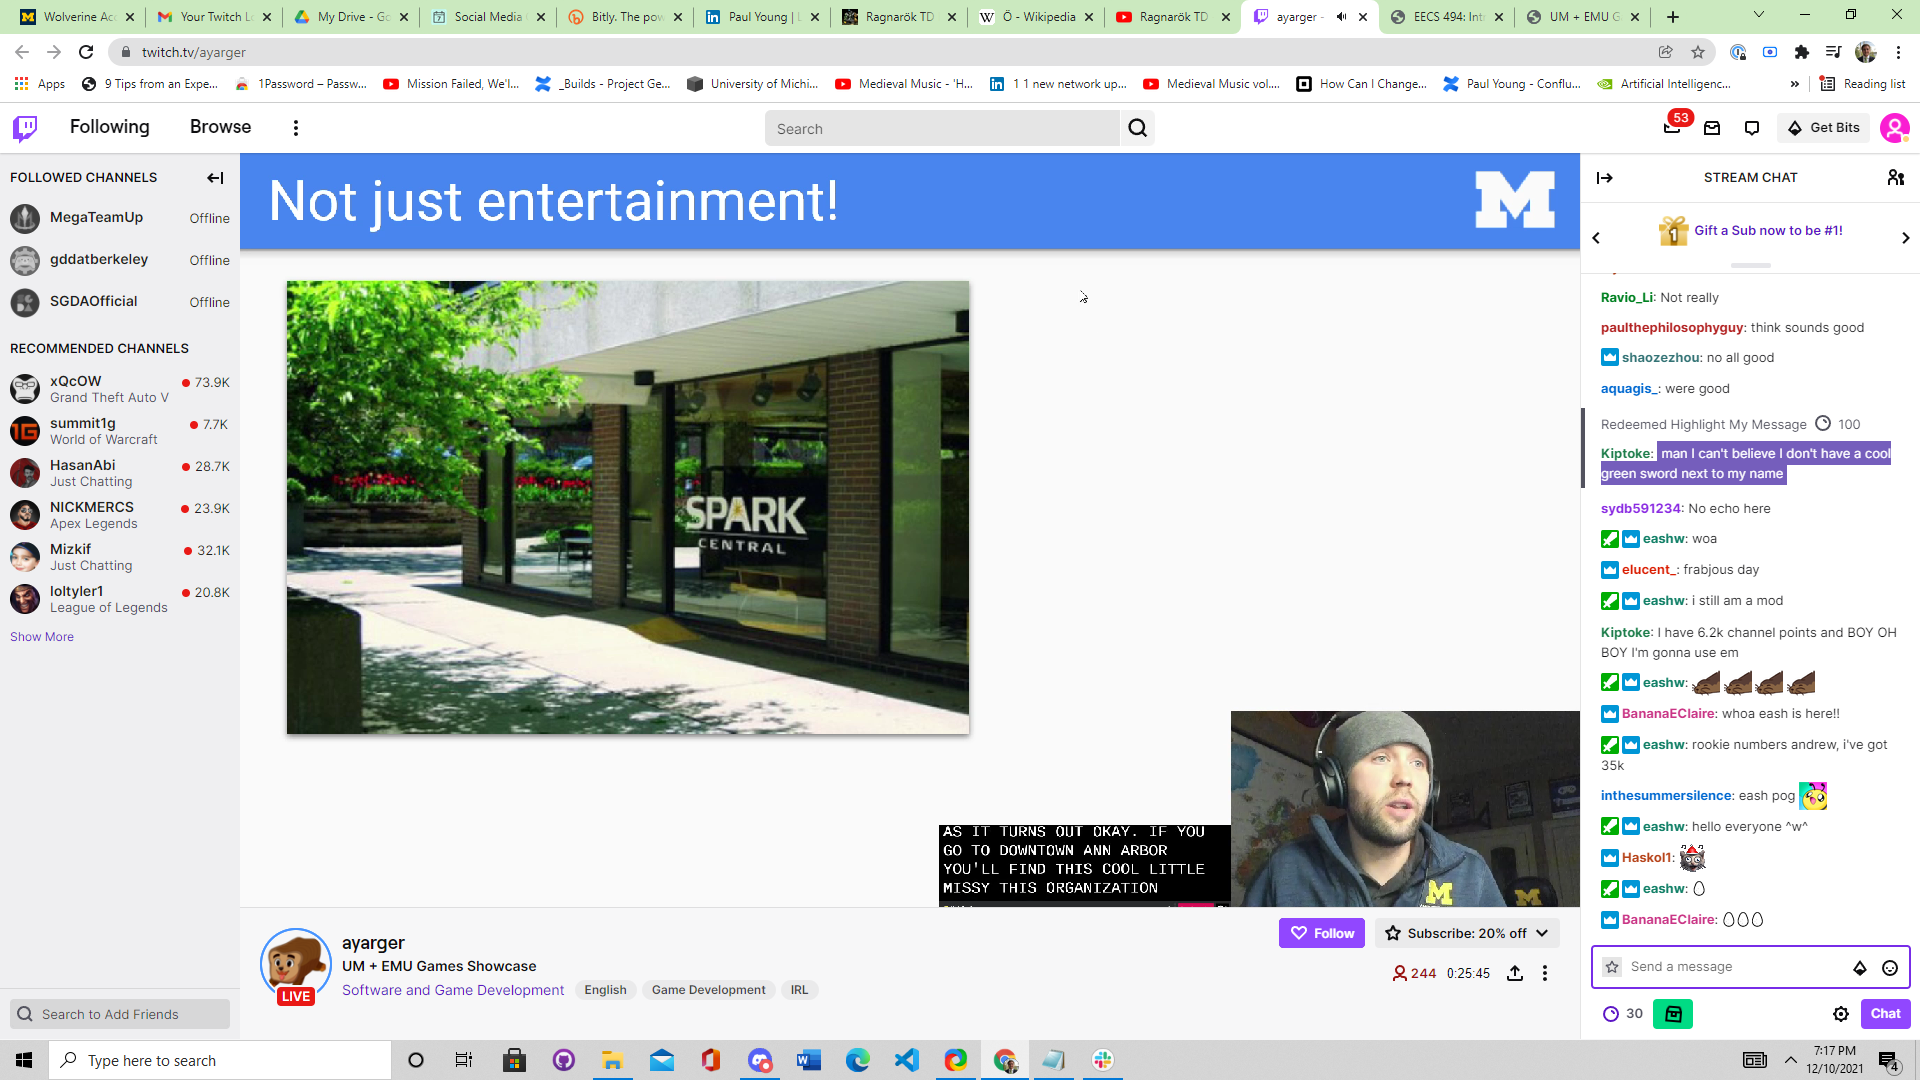 Wolverine Acc
Your Twitch Lo
My Drive - Go
Social Media
Bitly. The pow
Paul Young | L
Ragnarök TD
Ö - Wikipedia
Ragnarök TD
ayarger -
EECS 494: Int
UM + EMU G
twitch.tv/ayarger
Apps
9 Tips from an Expe...
1Password – Passw...
Mission Failed, We'l...
_Builds - Project Ge...
University of Michi...
Medieval Music - 'H...
1 1 new network up...
Medieval Music vol....
How Can I Change...
Paul Young - Conflu...
Artificial Intelligenc...
»
Reading list
Following
Browse
Search
53
Get Bits
FOLLOWED CHANNELS
MegaTeamUp Offline
gddatberkeley Offline
SGDAOfficial Offline
RECOMMENDED CHANNELS
xQcOW 73.9K
Grand Theft Auto V
summit1g 7.7K
World of Warcraft
HasanAbi 28.7K
Just Chatting
NICKMERCS 23.9K
Apex Legends
Mizkif 32.1K
Just Chatting
loltyler1 20.8K
League of Legends
Show More
Search to Add Friends
Not just entertainment!
M
SPARK
CENTRAL
AS IT TURNS OUT OKAY. IF YOU
GO TO DOWNTOWN ANN ARBOR
YOU'LL FIND THIS COOL LITTLE
MISSY THIS ORGANIZATION
LIVE
ayarger
UM + EMU Games Showcase
Software and Game Development
English
Game Development
IRL
Follow
Subscribe: 20% off
244
0:25:45
STREAM CHAT
1
Gift a Sub now to be #1!
Ravio_Li: Not really
paulthephilosophyguy: think sounds good
shaozezhou: no all good
aquagis_: were good
Redeemed Highlight My Message 100
Kiptoke: man I can't believe I don't have a cool
green sword next to my name
sydb591234: No echo here
eashw: woa
elucent_: frabjous day
eashw: i still am a mod
Kiptoke: I have 6.2k channel points and BOY OH
BOY I'm gonna use em
eashw:
BananaEClaire: whoa eash is here!!
eashw: rookie numbers andrew, i've got
35k
inthesummersilence: eash pog
eashw: hello everyone ^w^
Haskol1:
eashw:
BananaEClaire:
Send a message
30
Chat
Type here to search
7:17 PM
12/10/2021
4